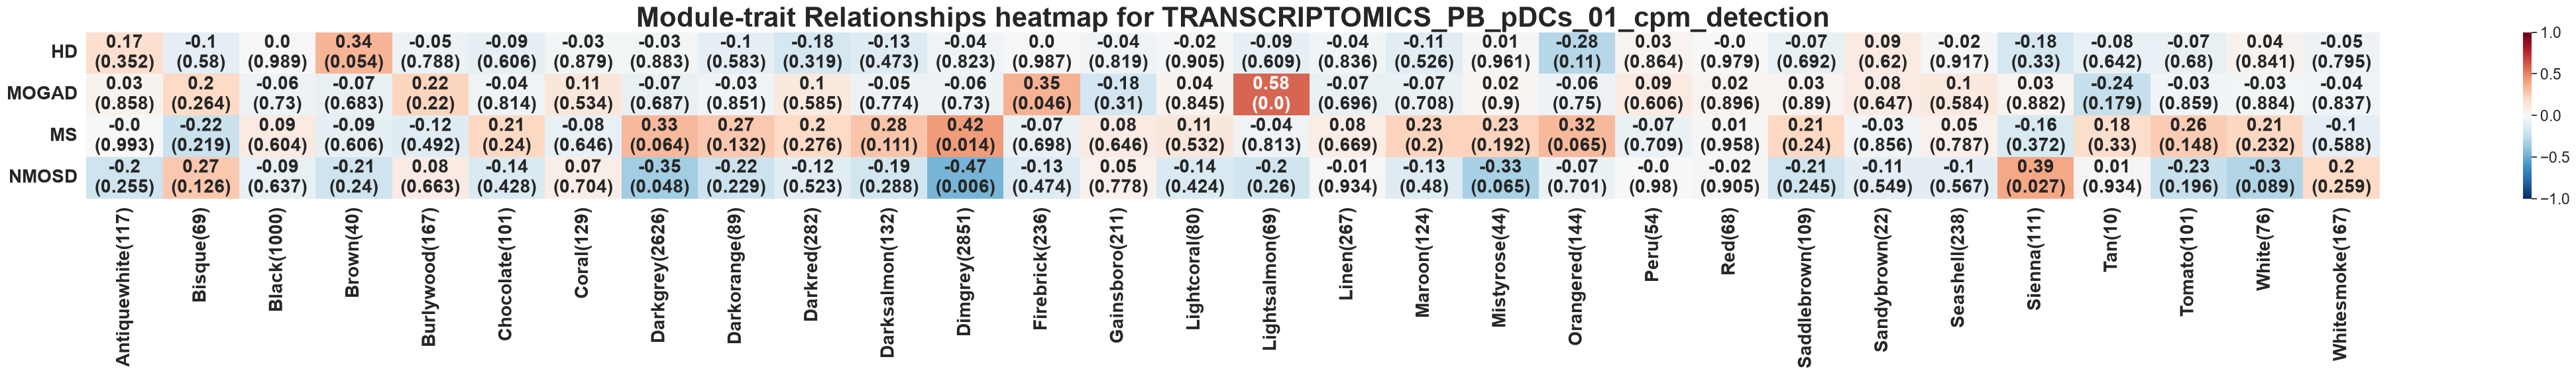 Module-trait Relationships heatmap for TRANSCRIPTOMICS_PB_pDCs_01_cpm_detection
HD 0.17 -0.1 0.0 0.34 -0.05 -0.09 -0.03 -0.03 -0.1 -0.18 -0.13 -0.04 0.0 -0.04 -0.02 -0.09 -0.04 -0.11 0.01 -0.28 0.03 -0.0 -0.07 0.09 -0.02 -0.18 -0.08 -0.07 0.04 -0.05
(0.352) (0.58) (0.989) (0.054) (0.788) (0.606) (0.879) (0.883) (0.583) (0.319) (0.473) (0.823) (0.987) (0.819) (0.905) (0.609) (0.836) (0.526) (0.961) (0.11) (0.864) (0.979) (0.692) (0.62) (0.917) (0.33) (0.642) (0.68) (0.841) (0.795)
MOGAD 0.03 0.2 -0.06 -0.07 0.22 -0.04 0.11 -0.07 -0.03 0.1 -0.05 -0.06 0.35 -0.18 0.04 0.58 -0.07 -0.07 0.02 -0.06 0.09 0.02 0.03 0.08 0.1 0.03 -0.24 -0.03 -0.03 -0.04
(0.858) (0.264) (0.73) (0.683) (0.22) (0.814) (0.534) (0.687) (0.851) (0.585) (0.774) (0.73) (0.046) (0.31) (0.845) (0.0) (0.696) (0.708) (0.9) (0.75) (0.606) (0.896) (0.89) (0.647) (0.584) (0.882) (0.179) (0.859) (0.884) (0.837)
MS -0.0 -0.22 0.09 -0.09 -0.12 0.21 -0.08 0.33 0.27 0.2 0.28 0.42 -0.07 0.08 0.11 -0.04 0.08 0.23 0.23 0.32 -0.07 0.01 0.21 -0.03 0.05 -0.16 0.18 0.26 0.21 -0.1
(0.993) (0.219) (0.604) (0.606) (0.492) (0.24) (0.646) (0.064) (0.132) (0.276) (0.111) (0.014) (0.698) (0.646) (0.532) (0.813) (0.669) (0.2) (0.192) (0.065) (0.709) (0.958) (0.24) (0.856) (0.787) (0.372) (0.33) (0.148) (0.232) (0.588)
NMOSD -0.2 0.27 -0.09 -0.21 0.08 -0.14 0.07 -0.35 -0.22 -0.12 -0.19 -0.47 -0.13 0.05 -0.14 -0.2 -0.01 -0.13 -0.33 -0.07 -0.0 -0.02 -0.21 -0.11 -0.1 0.39 0.01 -0.23 -0.3 0.2
(0.255) (0.126) (0.637) (0.24) (0.663) (0.428) (0.704) (0.048) (0.229) (0.523) (0.288) (0.006) (0.474) (0.778) (0.424) (0.26) (0.934) (0.48) (0.065) (0.701) (0.98) (0.905) (0.245) (0.549) (0.567) (0.027) (0.934) (0.196) (0.089) (0.259)
Antiquewhite(117)
Bisque(69)
Black(1000)
Brown(40)
Burlywood(167)
Chocolate(101)
Coral(129)
Darkgrey(2626)
Darkorange(89)
Darkred(282)
Darksalmon(132)
Dimgrey(2851)
Firebrick(236)
Gainsboro(211)
Lightcoral(80)
Lightsalmon(69)
Linen(267)
Maroon(124)
Mistyrose(44)
Orangered(144)
Peru(54)
Red(68)
Saddlebrown(109)
Sandybrown(22)
Seashell(238)
Sienna(111)
Tan(10)
Tomato(101)
White(76)
Whitesmoke(167)
1.0
0.5
0.0
−0.5
−1.0